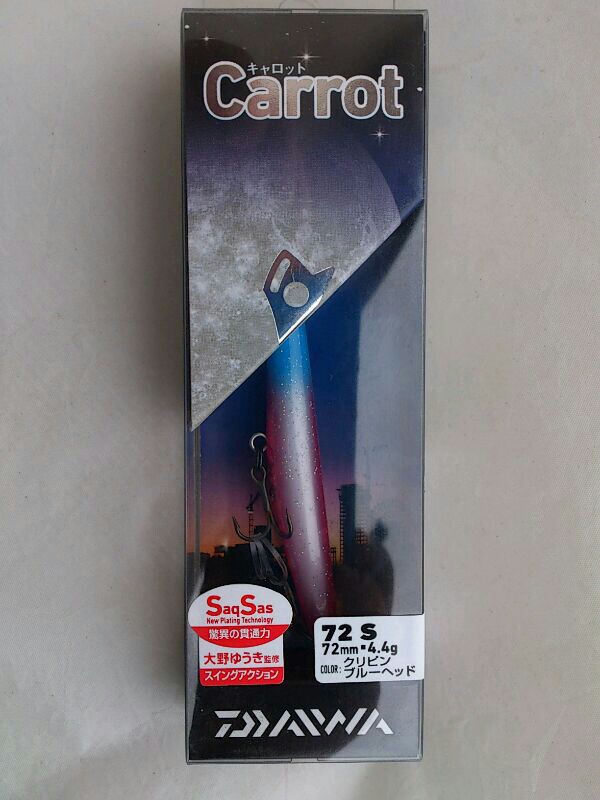 キャロット
Carrot
SaqSas
New Plating Technology
驚異の貫通力
大野ゆうき監修
スイングアクション
72 S
72mm・4.4g
COLOR: クリピン
ブルーヘッド
DAIWA